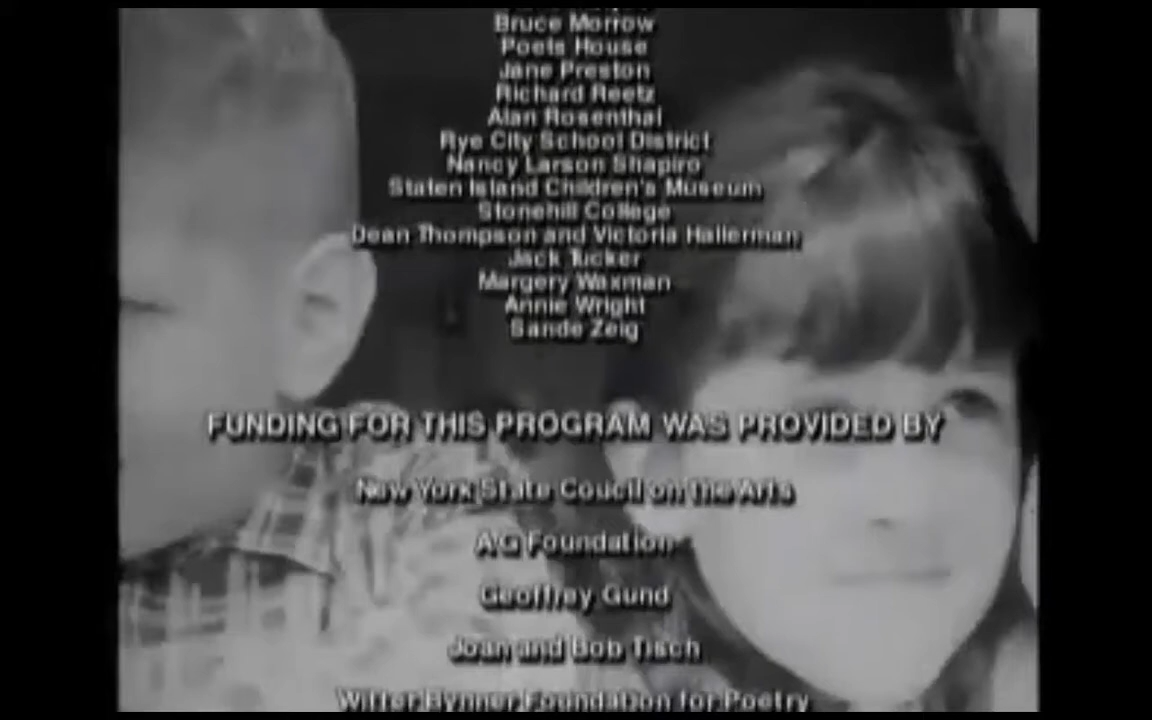 Bruce Morrow
Poets House
Jane Preston
Richard Reetz
Alan Rosenthal
Rye City School District
Nancy Larson Shapiro
Staten Island Children's Museum
Stonehill College
Dean Thompson and Victoria Hallerman
Jack Tucker
Margery Waxman
Annie Wright
Sande Zeig
FUNDING FOR THIS PROGRAM WAS PROVIDED BY
New York State Coucil on the Arts
AG Foundation
Geoffrey Gund
Joan and Bob Tisch
Witter Bynner Foundation for Poetry